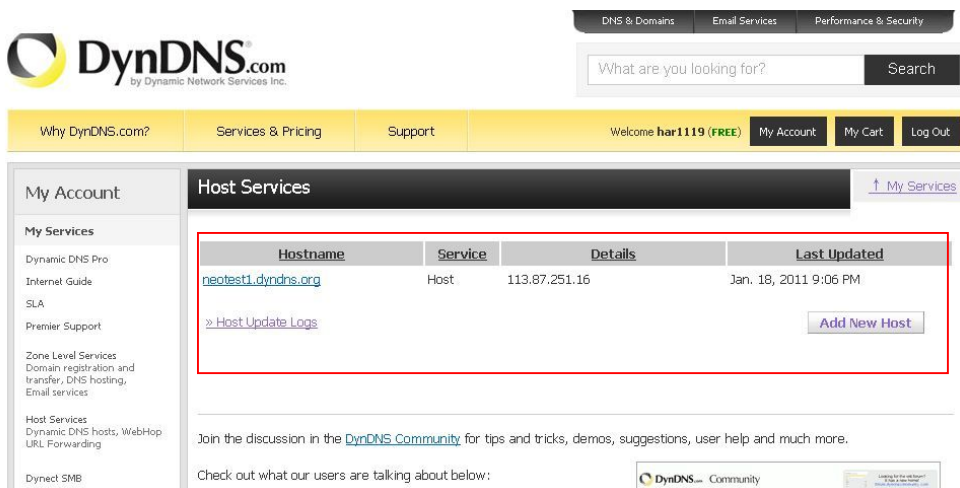 DNS & Domains Email Services Performance & Security
DynDNS.com
by Dynamic Network Services Inc.
What are you looking for? Search
Why DynDNS.com? Services & Pricing Support Welcome har1119 (FREE) My Account My Cart Log Out
My Account
Host Services
↑ My Services
My Services
Dynamic DNS Pro
Internet Guide
SLA
Premier Support
Zone Level Services
Domain registration and
transfer, DNS hosting,
Email services
Host Services
Dynamic DNS hosts, WebHop
URL Forwarding
Dynect SMB
Hostname Service Details Last Updated
neotest1.dyndns.org Host 113.87.251.16 Jan. 18, 2011 9:06 PM
» Host Update Logs Add New Host
Join the discussion in the DynDNS Community for tips and tricks, demos, suggestions, user help and much more.
Check out what our users are talking about below:
DynDNS Community